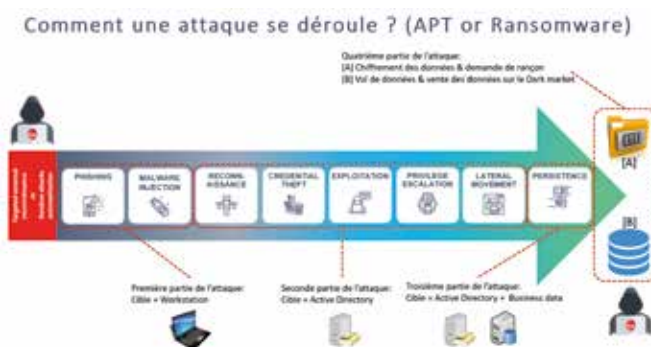 Comment une attaque se déroule ? (APT or Ransomware)
Quatrième partie de l'attaque:
[A] Chiffrement des données & demande de rançon
[B] Vol de données & vente des données sur le Dark market
PHISHING
MALWARE
INJECTION
RECONN-
AISSANCE
CREDENTIAL
THEFT
EXPLOITATION
PRIVILEGE
ESCALATION
LATERAL
MOVEMENT
PERSISTENCE
[A]
[B]
Première partie de l'attaque:
Cible = Workstation
Seconde partie de l'attaque:
Cible = Active Directory
Troisième partie de l'attaque:
Cible = Active Directory + Business data